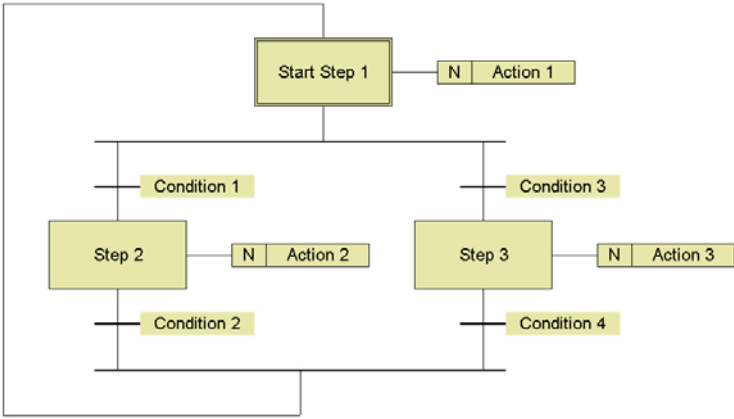 Start Step 1
N Action 1
Condition 1
Condition 3
Step 2
N Action 2
Step 3
N Action 3
Condition 2
Condition 4